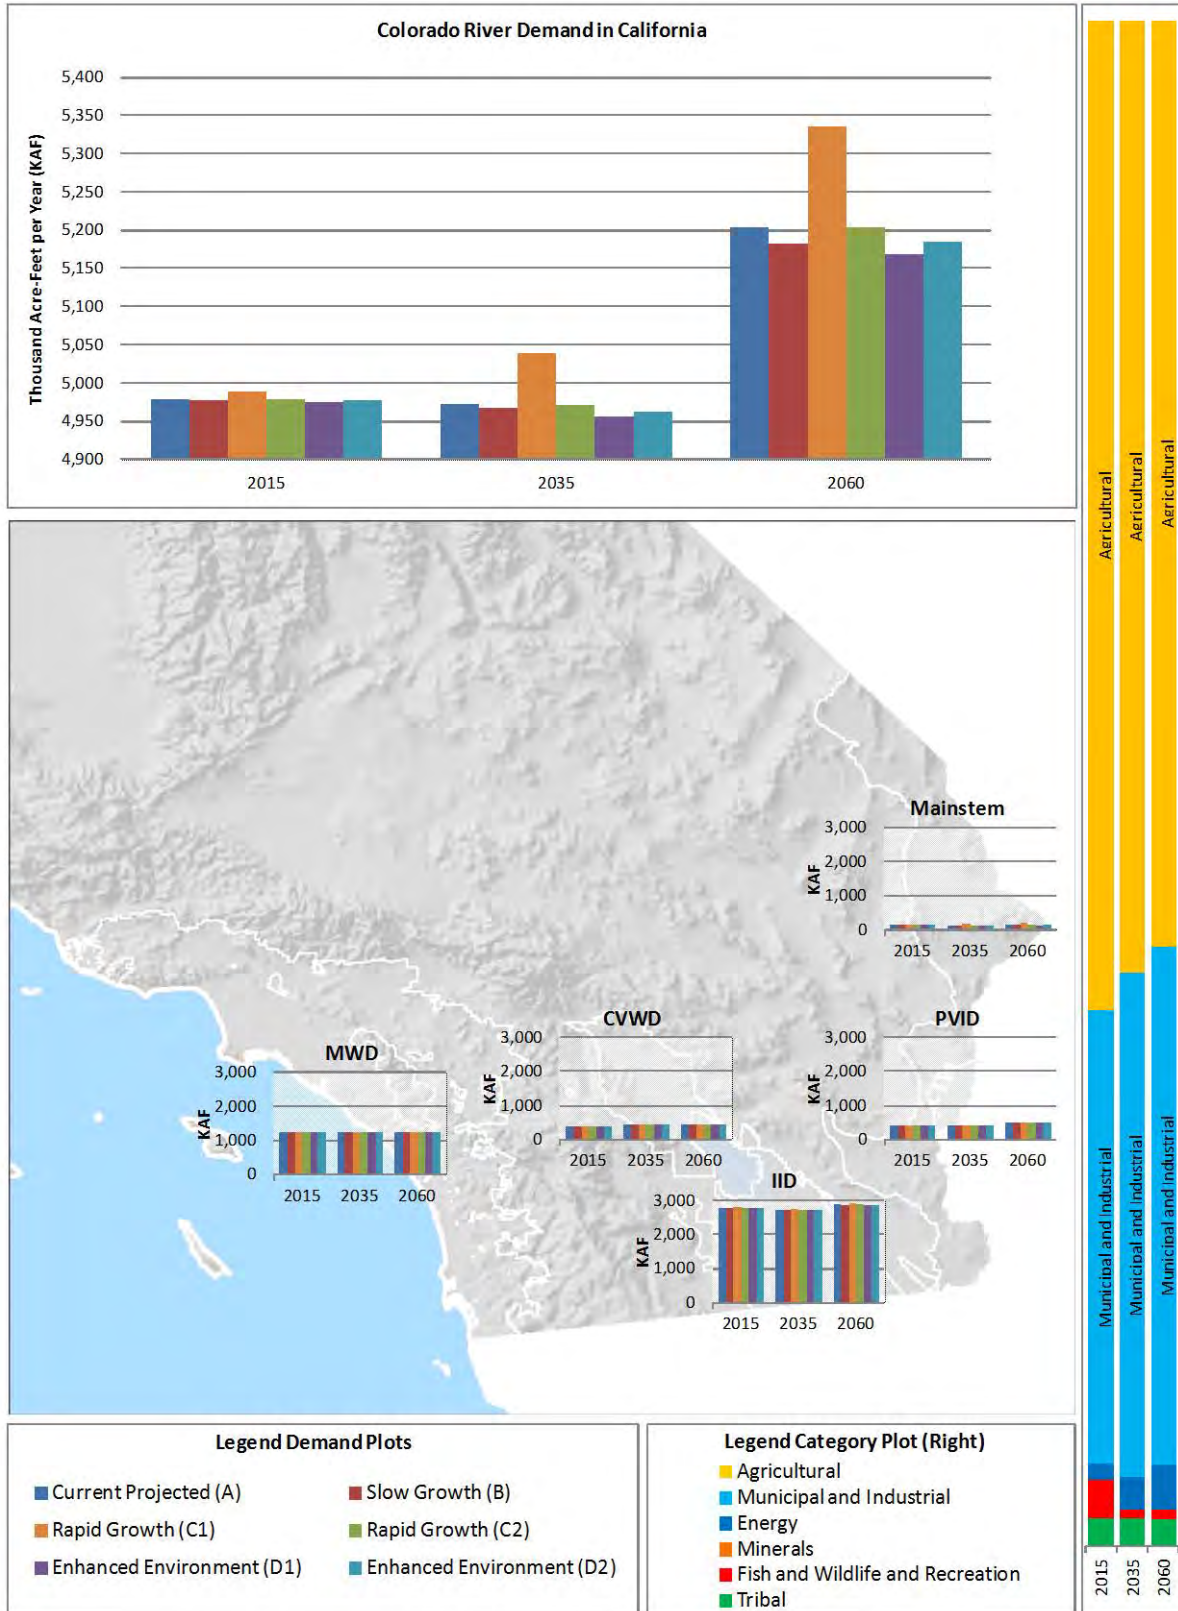 Colorado River Demand in California
Thousand Acre-Feet per Year (KAF)
5,400
5,350
5,300
5,250
5,200
5,150
5,100
5,050
5,000
4,950
4,900
2015 2035 2060
Mainstem
KAF
3,000
2,000
1,000
0
2015 2035 2060
CVWD
KAF
3,000
2,000
1,000
0
2015 2035 2060
PVID
KAF
3,000
2,000
1,000
0
2015 2035 2060
MWD
KAF
3,000
2,000
1,000
0
2015 2035 2060
IID
KAF
3,000
2,000
1,000
0
2015 2035 2060
Legend Demand Plots
Current Projected (A)
Slow Growth (B)
Rapid Growth (C1)
Rapid Growth (C2)
Enhanced Environment (D1)
Enhanced Environment (D2)
Legend Category Plot (Right)
Agricultural
Municipal and Industrial
Energy
Minerals
Fish and Wildlife and Recreation
Tribal
Agricultural
Agricultural
Agricultural
Municipal and Industrial
Municipal and Industrial
Municipal and Industrial
2015
2035
2060